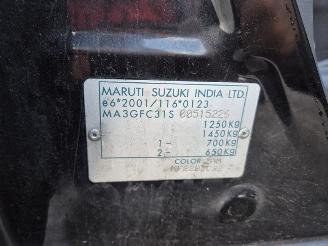 MARUTI SUZUKI INDIA LTD
e6*2001/116*0123
MA3GFC31S 00515226
1250KG
1450KG
1- 700KG
2- 650KG
COLOR